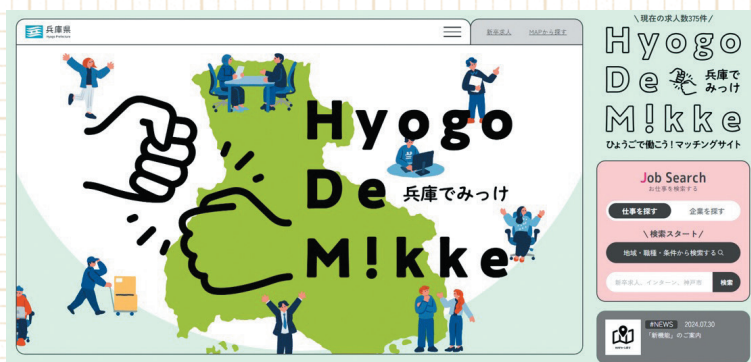 兵庫県
Hyogo Prefecture
新卒求人
MAPから探す
Hyogo
De 兵庫でみっけ
M!kke
\現在の求人数375件/
Hyogo
De 兵庫で
みっけ
M!kke
ひょうごで働こう！マッチングサイト
Job Search
お仕事を検索する
仕事を探す
企業を探す
\検索スタート/
地域・職種・条件から検索する
新卒求人、インターン、神戸市
検索
#NEWS 2024.07.30
「新機能」のご案内